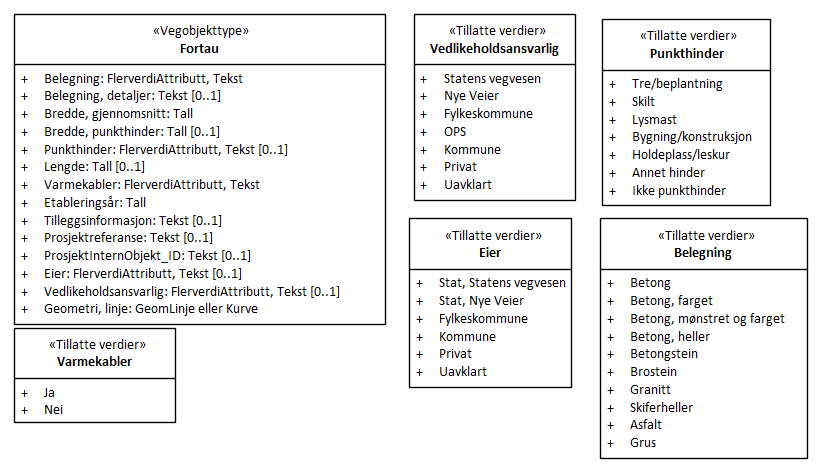 «Vegobjekttype»
Fortau
+ Belegning: FlerverdiAttributt, Tekst
+ Belegning, detaljer: Tekst [0..1]
+ Bredde, gjennomsnitt: Tall
+ Bredde, punkthinder: Tall [0..1]
+ Punkthinder: FlerverdiAttributt, Tekst [0..1]
+ Lengde: Tall [0..1]
+ Varmekabler: FlerverdiAttributt, Tekst
+ Etableringsår: Tall
+ Tilleggsinformasjon: Tekst [0..1]
+ Prosjektreferanse: Tekst [0..1]
+ ProsjektInternObjekt_ID: Tekst [0..1]
+ Eier: FlerverdiAttributt, Tekst [0..1]
+ Vedlikeholdsansvarlig: FlerverdiAttributt, Tekst [0..1]
+ Geometri, linje: GeomLinje eller Kurve
«Tillatte verdier»
Vedlikeholdsansvarlig
+ Statens vegvesen
+ Nye Veier
+ Fylkeskommune
+ OPS
+ Kommune
+ Privat
+ Uavklart
«Tillatte verdier»
Punkthinder
+ Tre/beplantning
+ Skilt
+ Lysmast
+ Bygning/konstruksjon
+ Holdeplass/leskur
+ Annet hinder
+ Ikke punkthinder
«Tillatte verdier»
Varmekabler
+ Ja
+ Nei
«Tillatte verdier»
Eier
+ Stat, Statens vegvesen
+ Stat, Nye Veier
+ Fylkeskommune
+ Kommune
+ Privat
+ Uavklart
«Tillatte verdier»
Belegning
+ Betong
+ Betong, farget
+ Betong, mønstret og farget
+ Betong, heller
+ Betongstein
+ Brostein
+ Granitt
+ Skiferheller
+ Asfalt
+ Grus